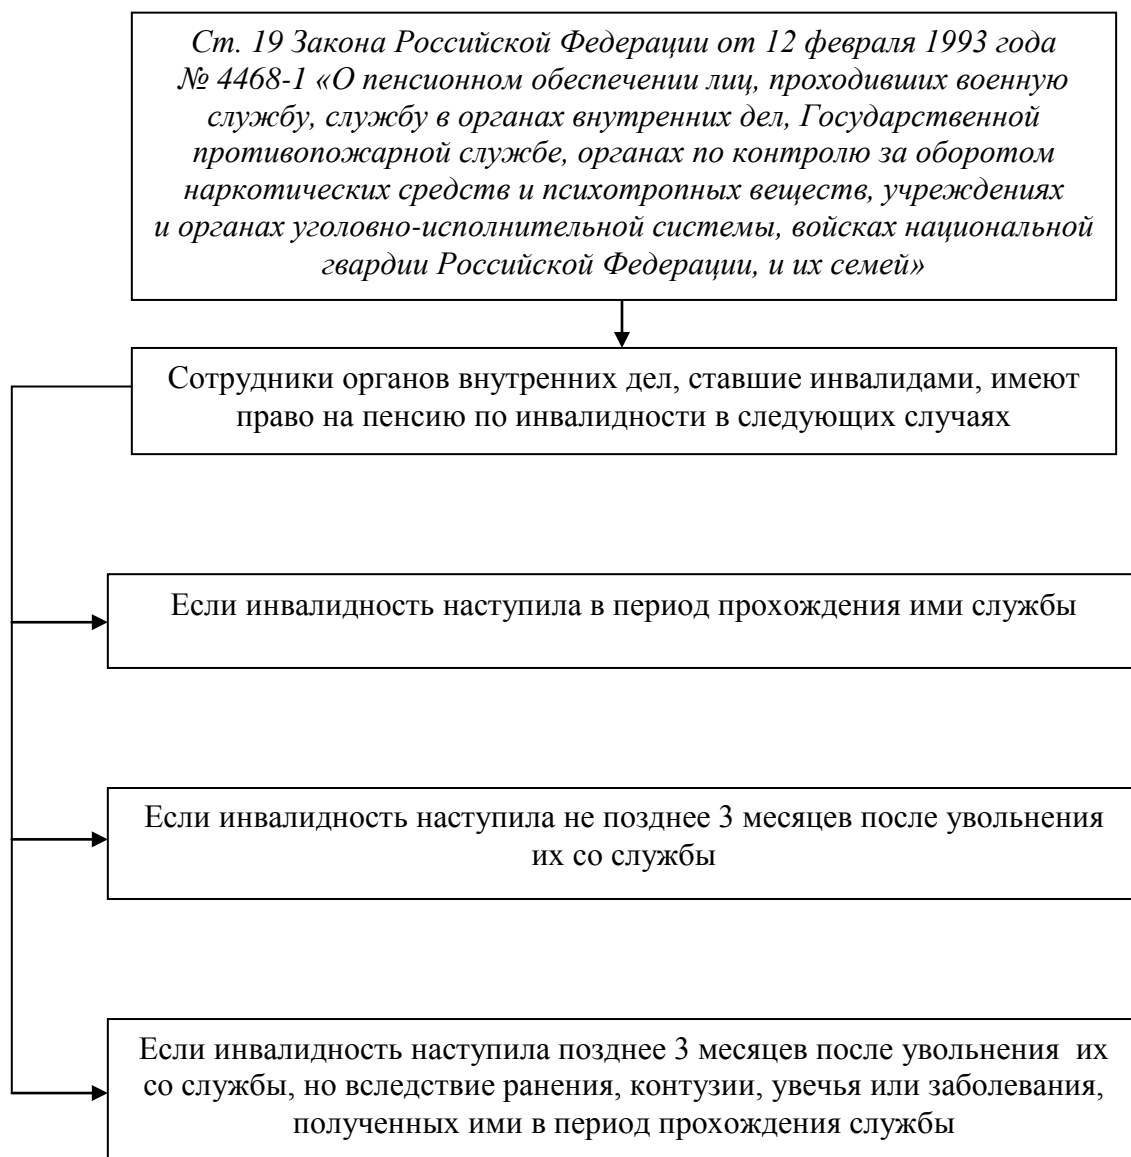 Ст. 19 Закона Российской Федерации от 12 февраля 1993 года
№ 4468-1 «О пенсионном обеспечении лиц, проходивших военную
службу, службу в органах внутренних дел, Государственной
противопожарной службе, органах по контролю за оборотом
наркотических средств и психотропных веществ, учреждениях
и органах уголовно-исполнительной системы, войсках национальной
гвардии Российской Федерации, и их семей»
Сотрудники органов внутренних дел, ставшие инвалидами, имеют
право на пенсию по инвалидности в следующих случаях
Если инвалидность наступила в период прохождения ими службы
Если инвалидность наступила не позднее 3 месяцев после увольнения
их со службы
Если инвалидность наступила позднее 3 месяцев после увольнения их
со службы, но вследствие ранения, контузии, увечья или заболевания,
полученных ими в период прохождения службы